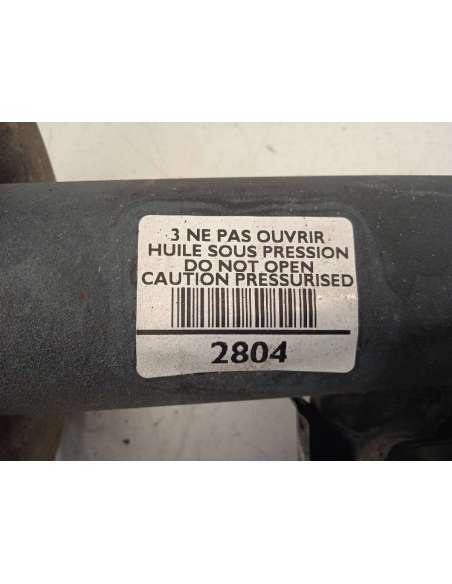 3 NE PAS OUVRIR
HUILE SOUS PRESSION
DO NOT OPEN
CAUTION PRESSURISED
2804